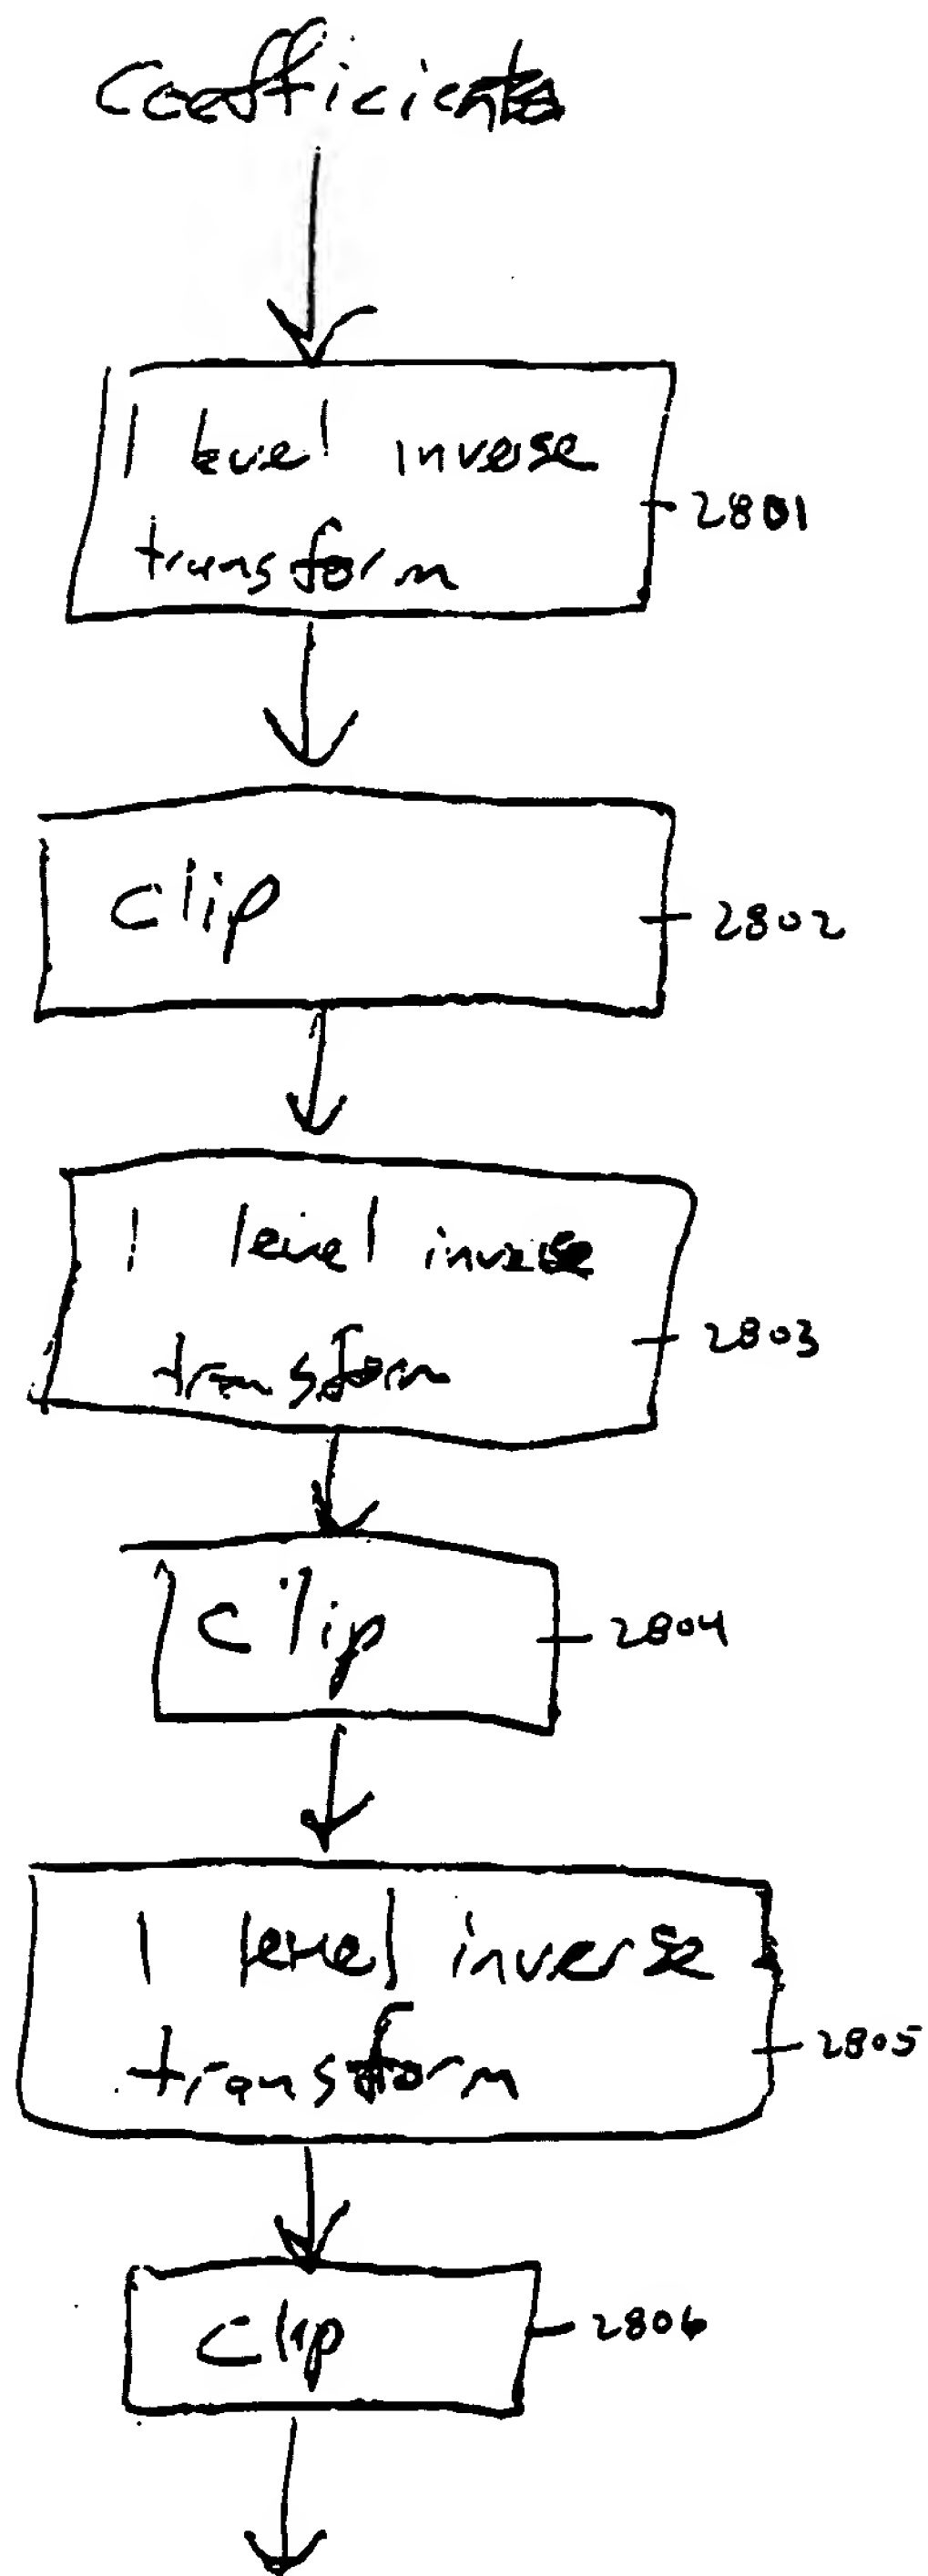 Coefficients
1 level inverse
transform
2801
Clip
2802
1 level inverse
transform
2803
Clip
2804
1 level inverse
transform
2805
Clip
2806